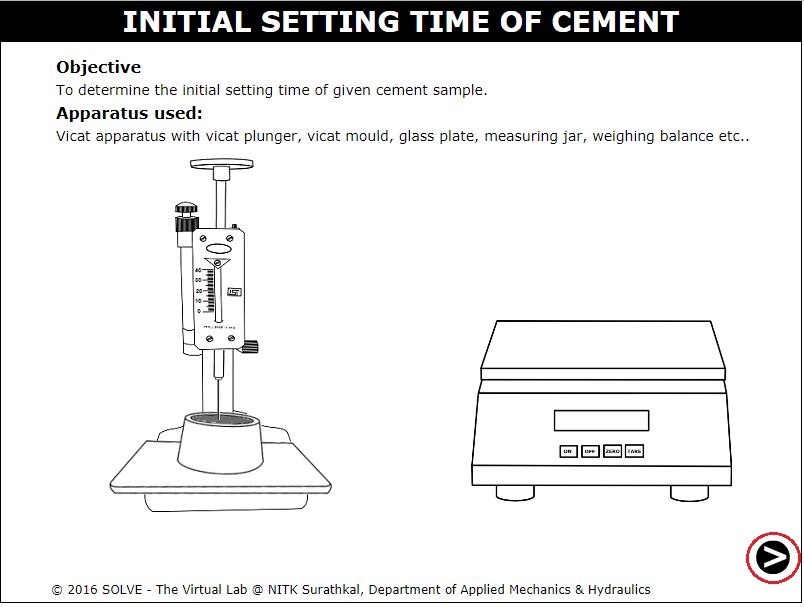 INITIAL SETTING TIME OF CEMENT
Objective
To determine the initial setting time of given cement sample.
Apparatus used:
Vicat apparatus with vicat plunger, vicat mould, glass plate, measuring jar, weighing balance etc..
40
30
20
10
0
ON OFF ZERO TARE
© 2016 SOLVE - The Virtual Lab @ NITK Surathkal, Department of Applied Mechanics & Hydraulics